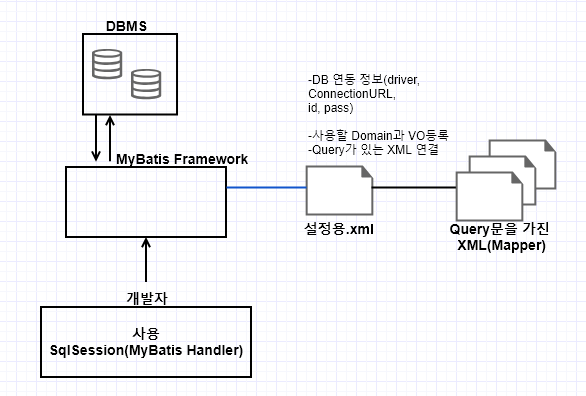 DBMS
-DB 연동 정보(driver,
ConnectionURL,
id, pass)
-사용할 Domain과 VO등록
-Query가 있는 XML 연결
MyBatis Framework
설정용.xml
Query문을 가진
XML(Mapper)
개발자
사용
SqlSession(MyBatis Handler)